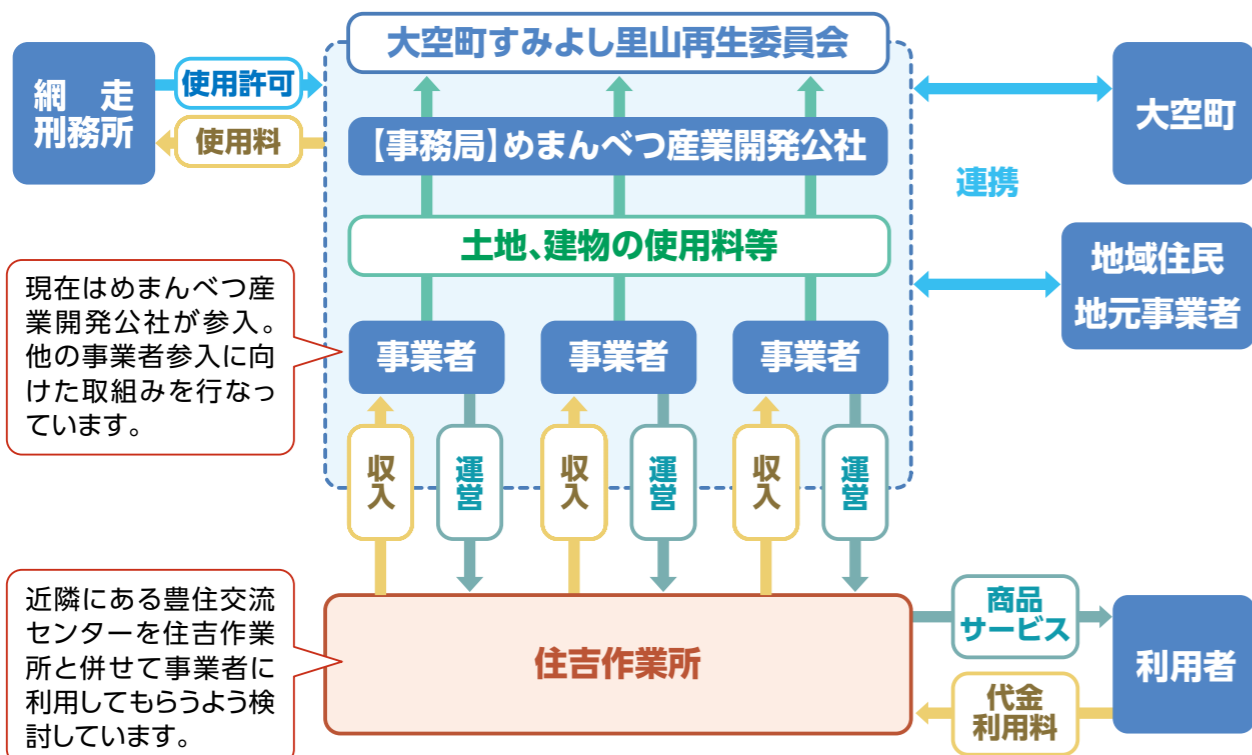 大空町すみよし里山再生委員会
網　走
刑務所
使用許可
使用料
【事務局】めまんべつ産業開発公社
大空町
連携
土地、建物の使用料等
地域住民
地元事業者
現在はめまんべつ産
業開発公社が参入。
他の事業者参入に向
けた取組みを行なっ
ています。
事業者
事業者
事業者
収入
運営
収入
運営
収入
運営
近隣にある豊住交流
センターを住吉作業
所と併せて事業者に
利用してもらうよう検
討しています。
住吉作業所
商品
サービス
代金
利用料
利用者